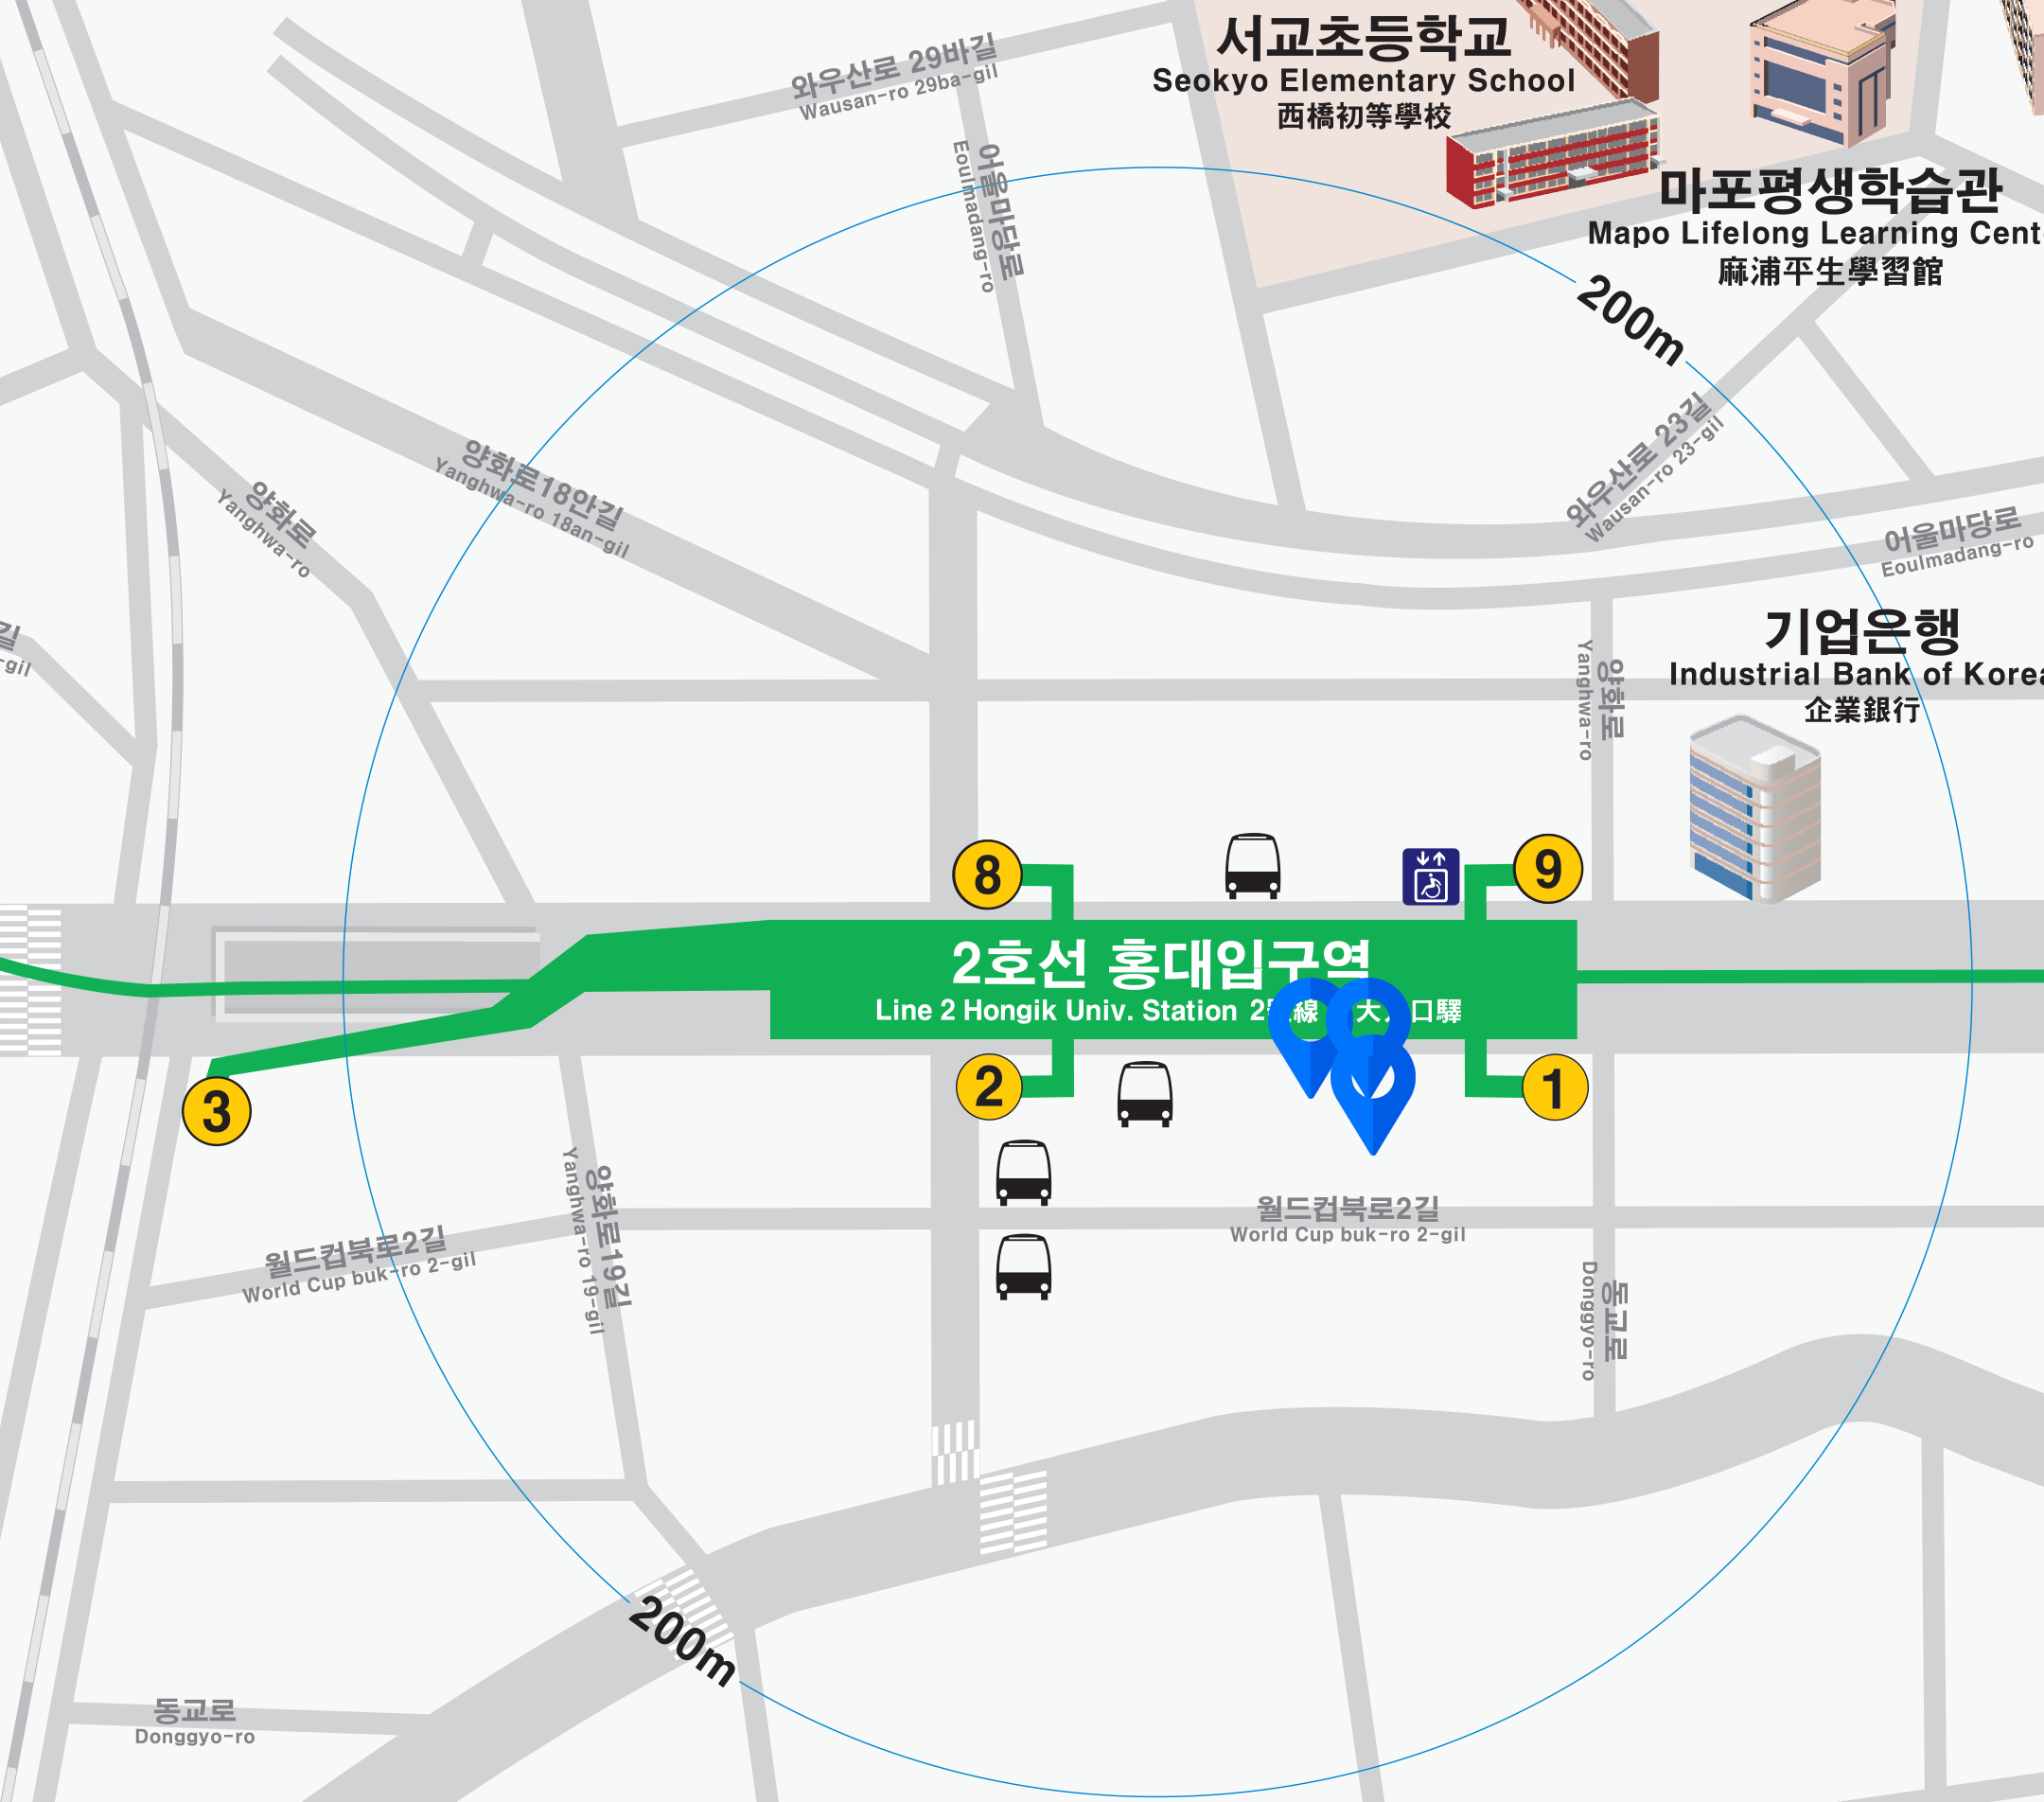 와우산로 29바길
Wausan-ro 29ba-gil
서교초등학교
Seokyo Elementary School
西橋初等學校
어울마당로
Eoulmadang-ro
마포평생학습관
Mapo Lifelong Learning Cent
麻浦平生學習館
200m
와우산로 23길
Wausan-ro 23-gil
양화로18안길
Yanghwa-ro 18an-gil
양화로
Yanghwa-ro
어울마당로
Eoulmadang-ro
길
-gil
양화로
Yanghwa-ro
기업은행
Industrial Bank of Korea
企業銀行
8
9
2호선 홍대입구역
Line 2 Hongik Univ. Station 2 線 大 口驛
3
2
1
양화로19길
Yanghwa-ro 19-gil
월드컵북로2길
World Cup buk-ro 2-gil
월드컵북로2길
World Cup buk-ro 2-gil
동교로
Donggyo-ro
200m
동교로
Donggyo-ro